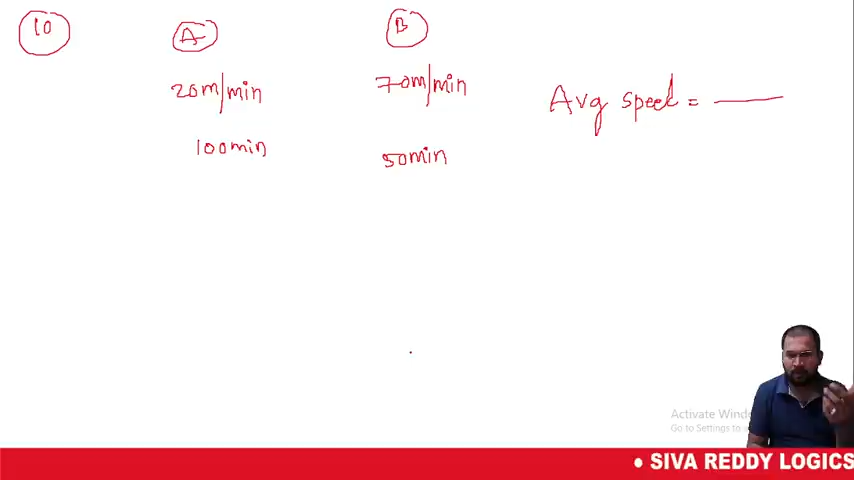 10
A
B
20m/min
70m/min
Avg speed =
100min
50min
Activate Wind
Go to Settings to
• SIVA REDDY LOGICS